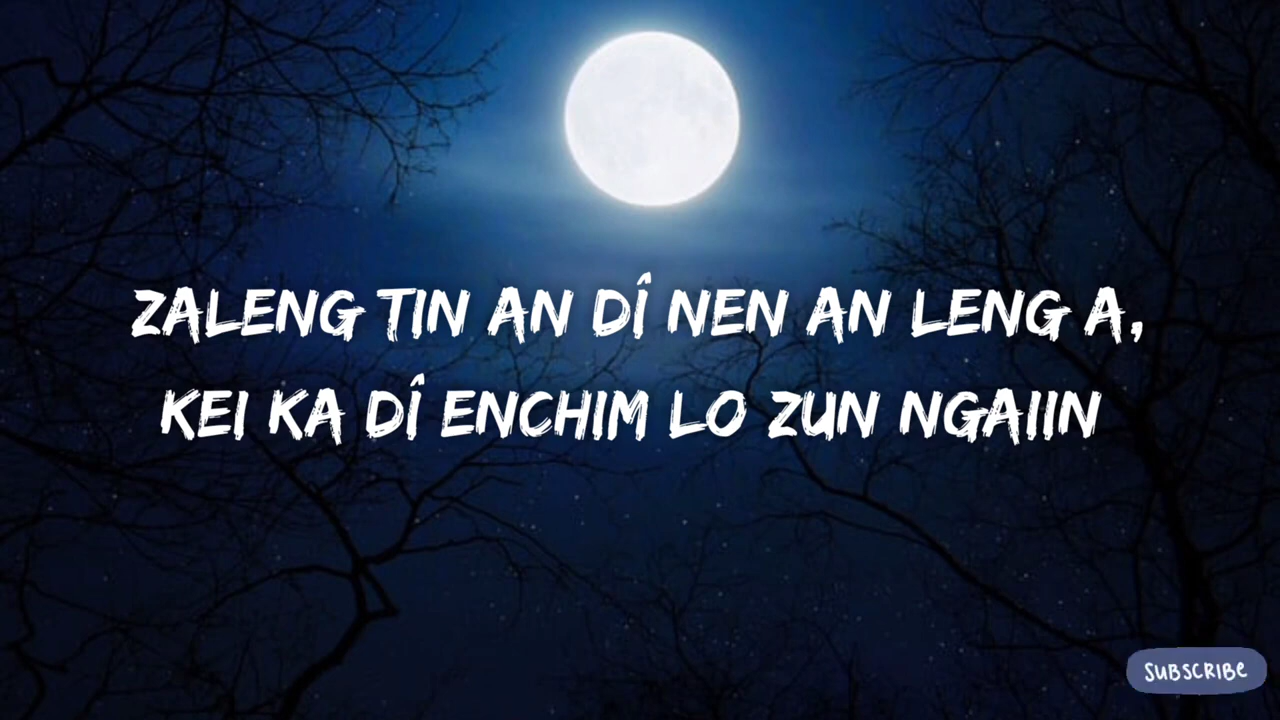 ZALENG TIN AN DÎ NEN AN LENG A,
KEI KA DÎ ENCHIM LO ZUN NGAIIN
SUBSCRIBE